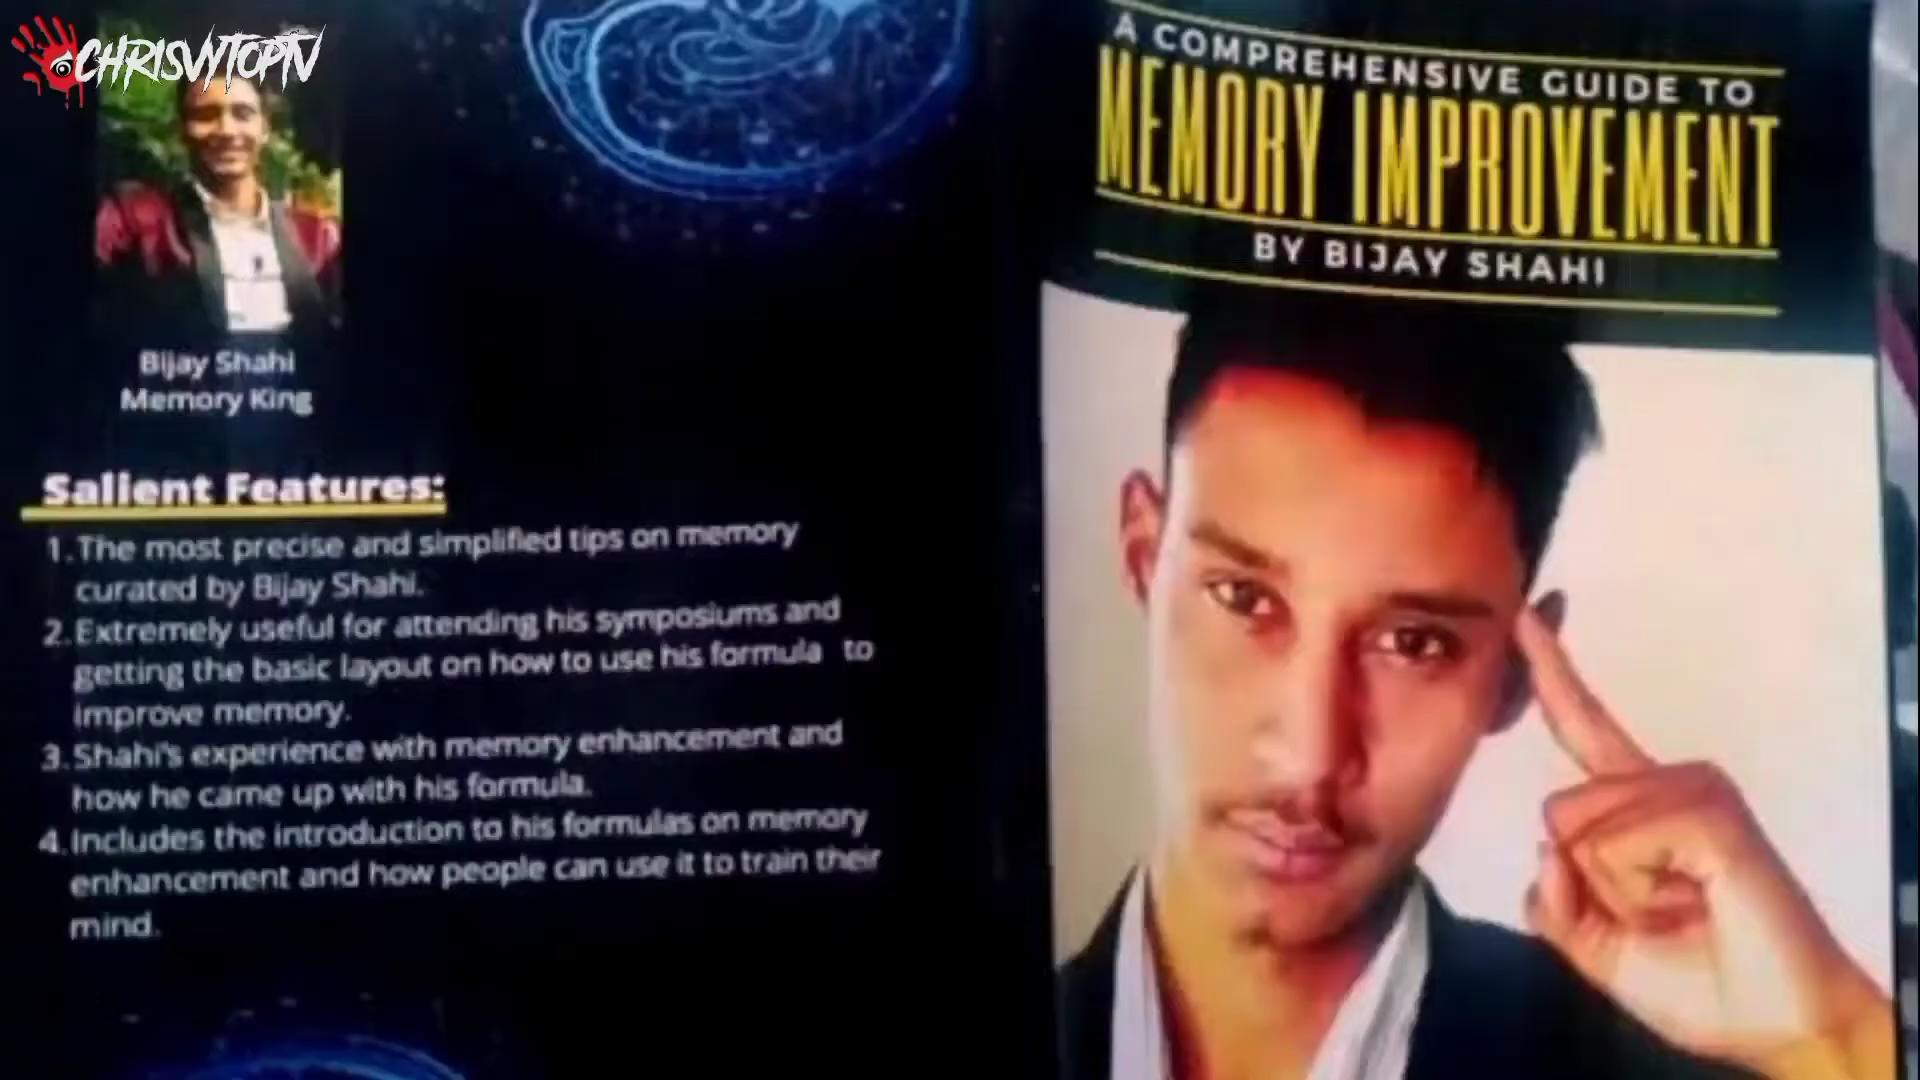 CHRISVYTOPTV
Bijay Shahi
Memory King
Salient Features:
1. The most precise and simplified tips on memory
curated by Bijay Shahi.
2. Extremely useful for attending his symposiums and
getting the basic layout on how to use his formula to
improve memory.
3. Shahi's experience with memory enhancement and
how he came up with his formula.
4. Includes the introduction to his formulas on memory
enhancement and how people can use it to train their
mind.
A COMPREHENSIVE GUIDE TO
MEMORY IMPROVEMENT
BY BIJAY SHAHI